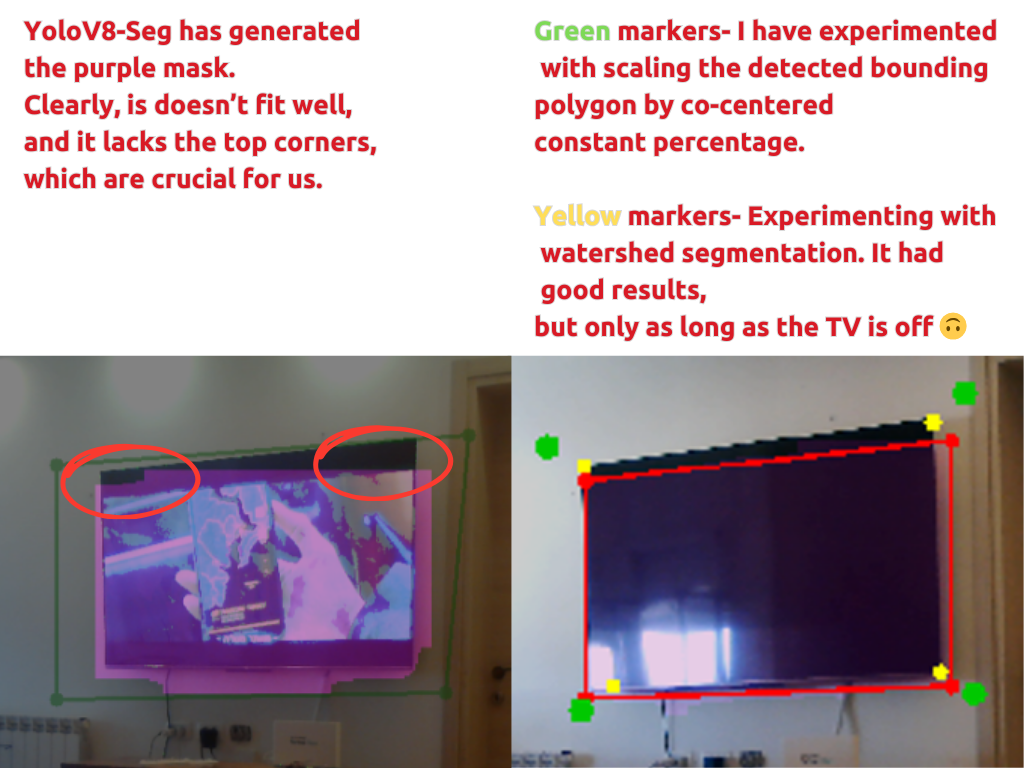 YoloV8-Seg has generated
the purple mask.
Clearly, is doesn't fit well,
and it lacks the top corners,
which are crucial for us.
Green markers- I have experimented
with scaling the detected bounding
polygon by co-centered
constant percentage.
Yellow markers- Experimenting with
watershed segmentation. It had
good results,
but only as long as the TV is off 🙃